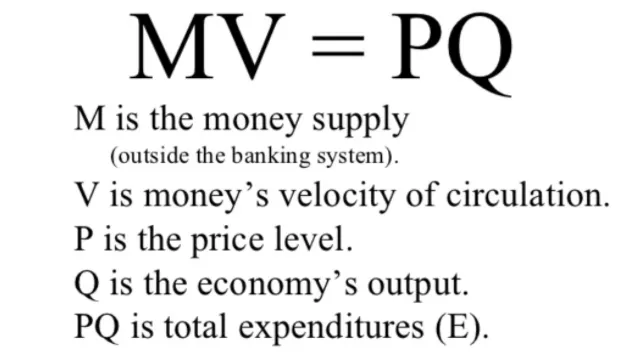 MV = PQ
M is the money supply
(outside the banking system).
V is money’s velocity of circulation.
P is the price level.
Q is the economy’s output.
PQ is total expenditures (E).